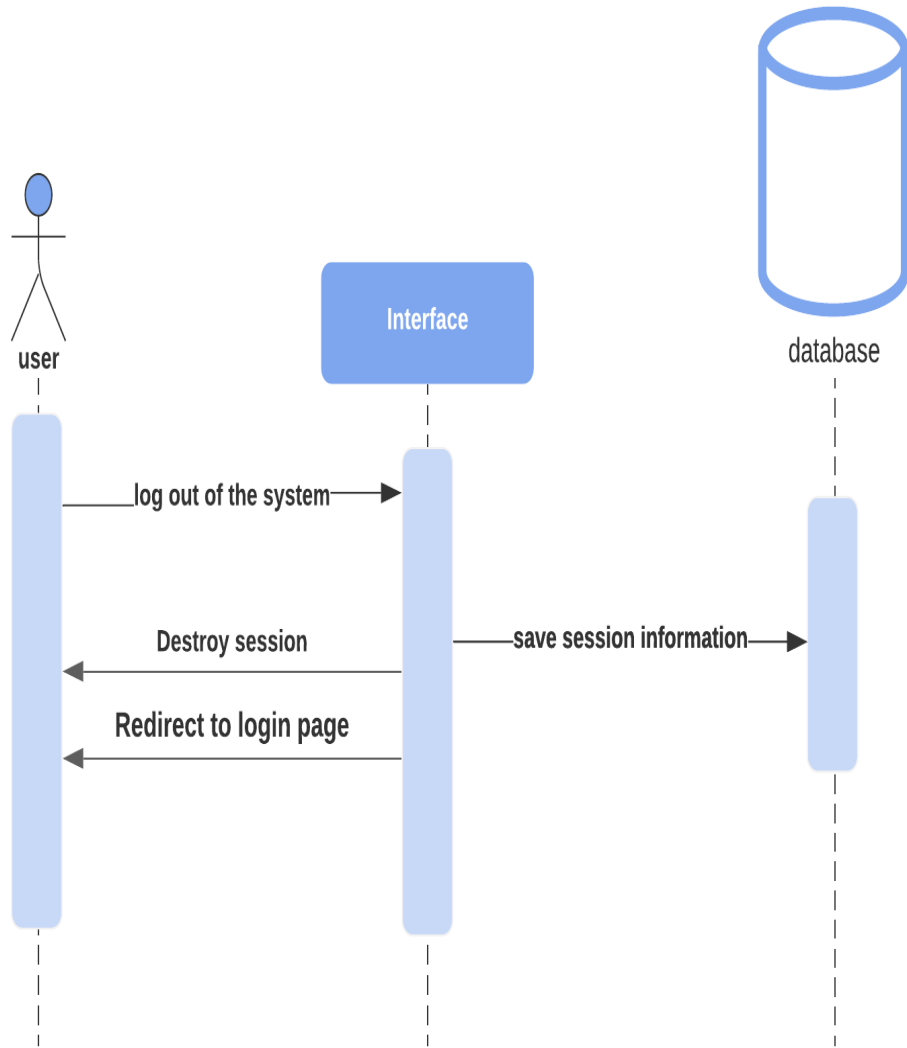 Interface
database
user
log out of the system
save session information
Destroy session
Redirect to login page